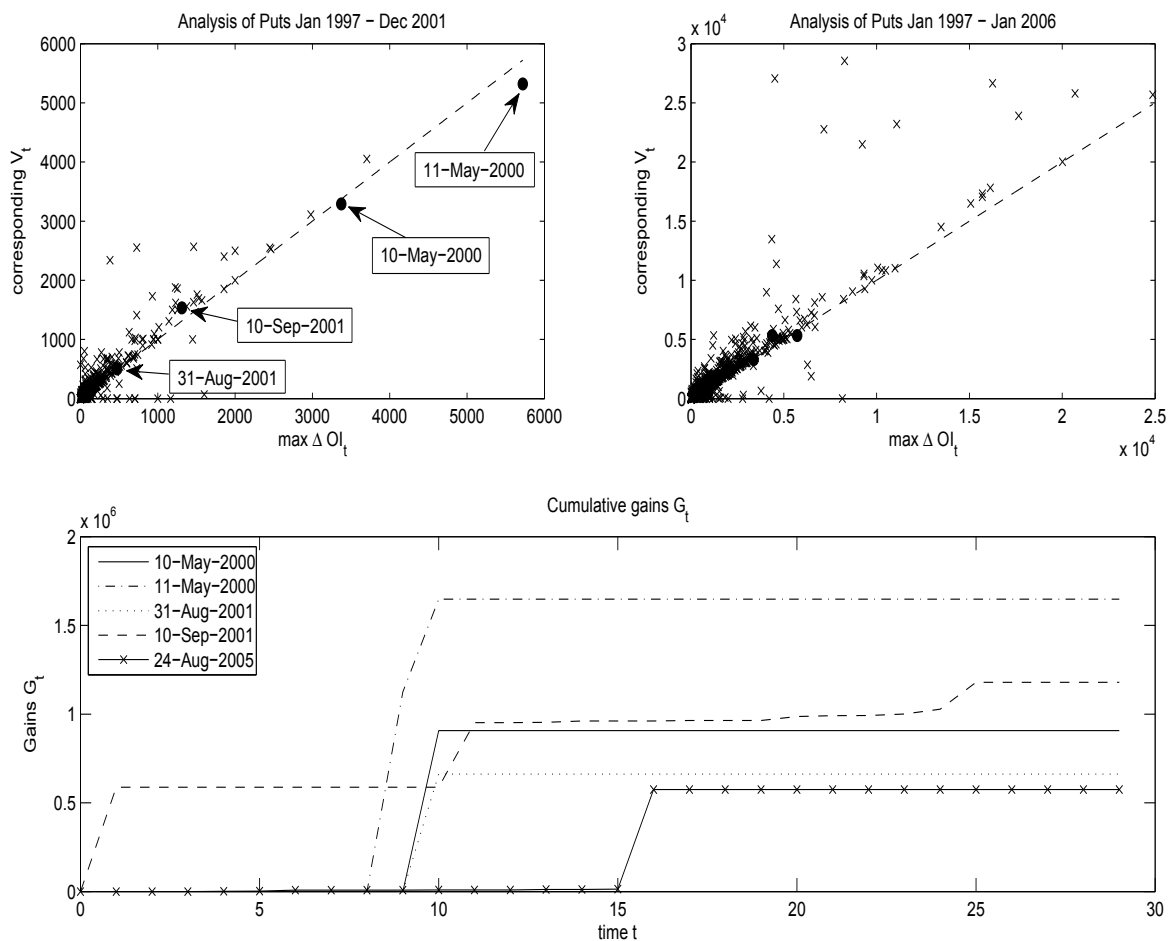 Analysis of Puts Jan 1997 − Dec 2001
6000
5000
4000
3000
2000
1000
0
corresponding V_t
0 1000 2000 3000 4000 5000 6000
max Δ OI_t
11−May−2000
10−May−2000
10−Sep−2001
31−Aug−2001
Analysis of Puts Jan 1997 − Jan 2006
x 10^4
3
2.5
2
1.5
1
0.5
0
corresponding V_t
0 0.5 1 1.5 2 2.5
x 10^4
max Δ OI_t
Cumulative gains G_t
x 10^6
2
1.5
1
0.5
0
Gains G_t
10−May−2000
11−May−2000
31−Aug−2001
10−Sep−2001
24−Aug−2005
0 5 10 15 20 25 30
time t